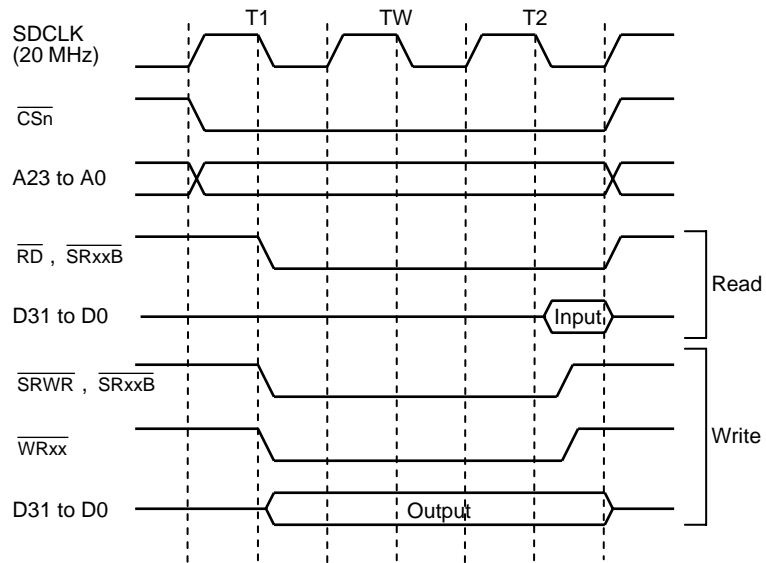 T1 TW T2
SDCLK
(20 MHz)
CSn
A23 to A0
RD , SRxxB
Read
D31 to D0
Input
SRWR , SRxxB
Write
WRxx
D31 to D0
Output